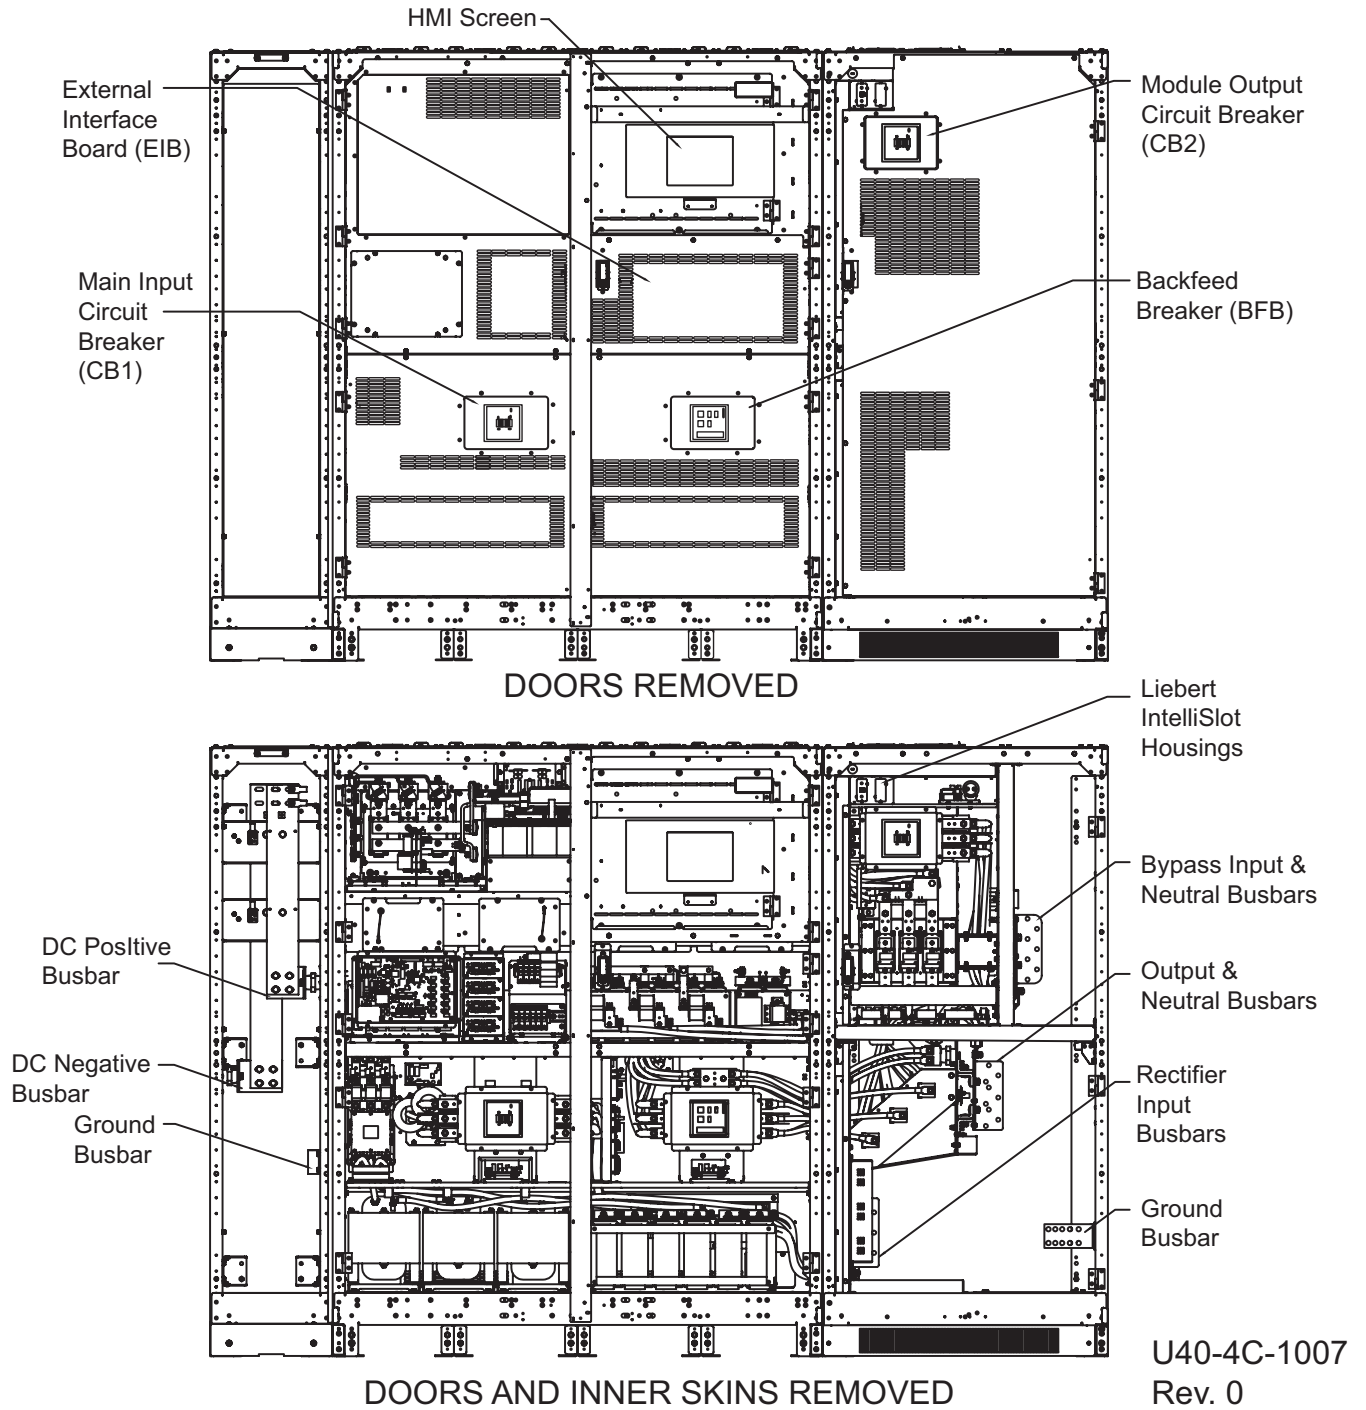 HMI Screen
External
Interface
Board (EIB)
Module Output
Circuit Breaker
(CB2)
Main Input
Circuit
Breaker
(CB1)
Backfeed
Breaker (BFB)
DOORS REMOVED
Liebert
IntelliSlot
Housings
Bypass Input &
Neutral Busbars
DC PosItive
Busbar
Output &
Neutral Busbars
DC Negative
Busbar
Rectifier
Input
Busbars
Ground
Busbar
Ground
Busbar
DOORS AND INNER SKINS REMOVED
U40-4C-1007
Rev. 0